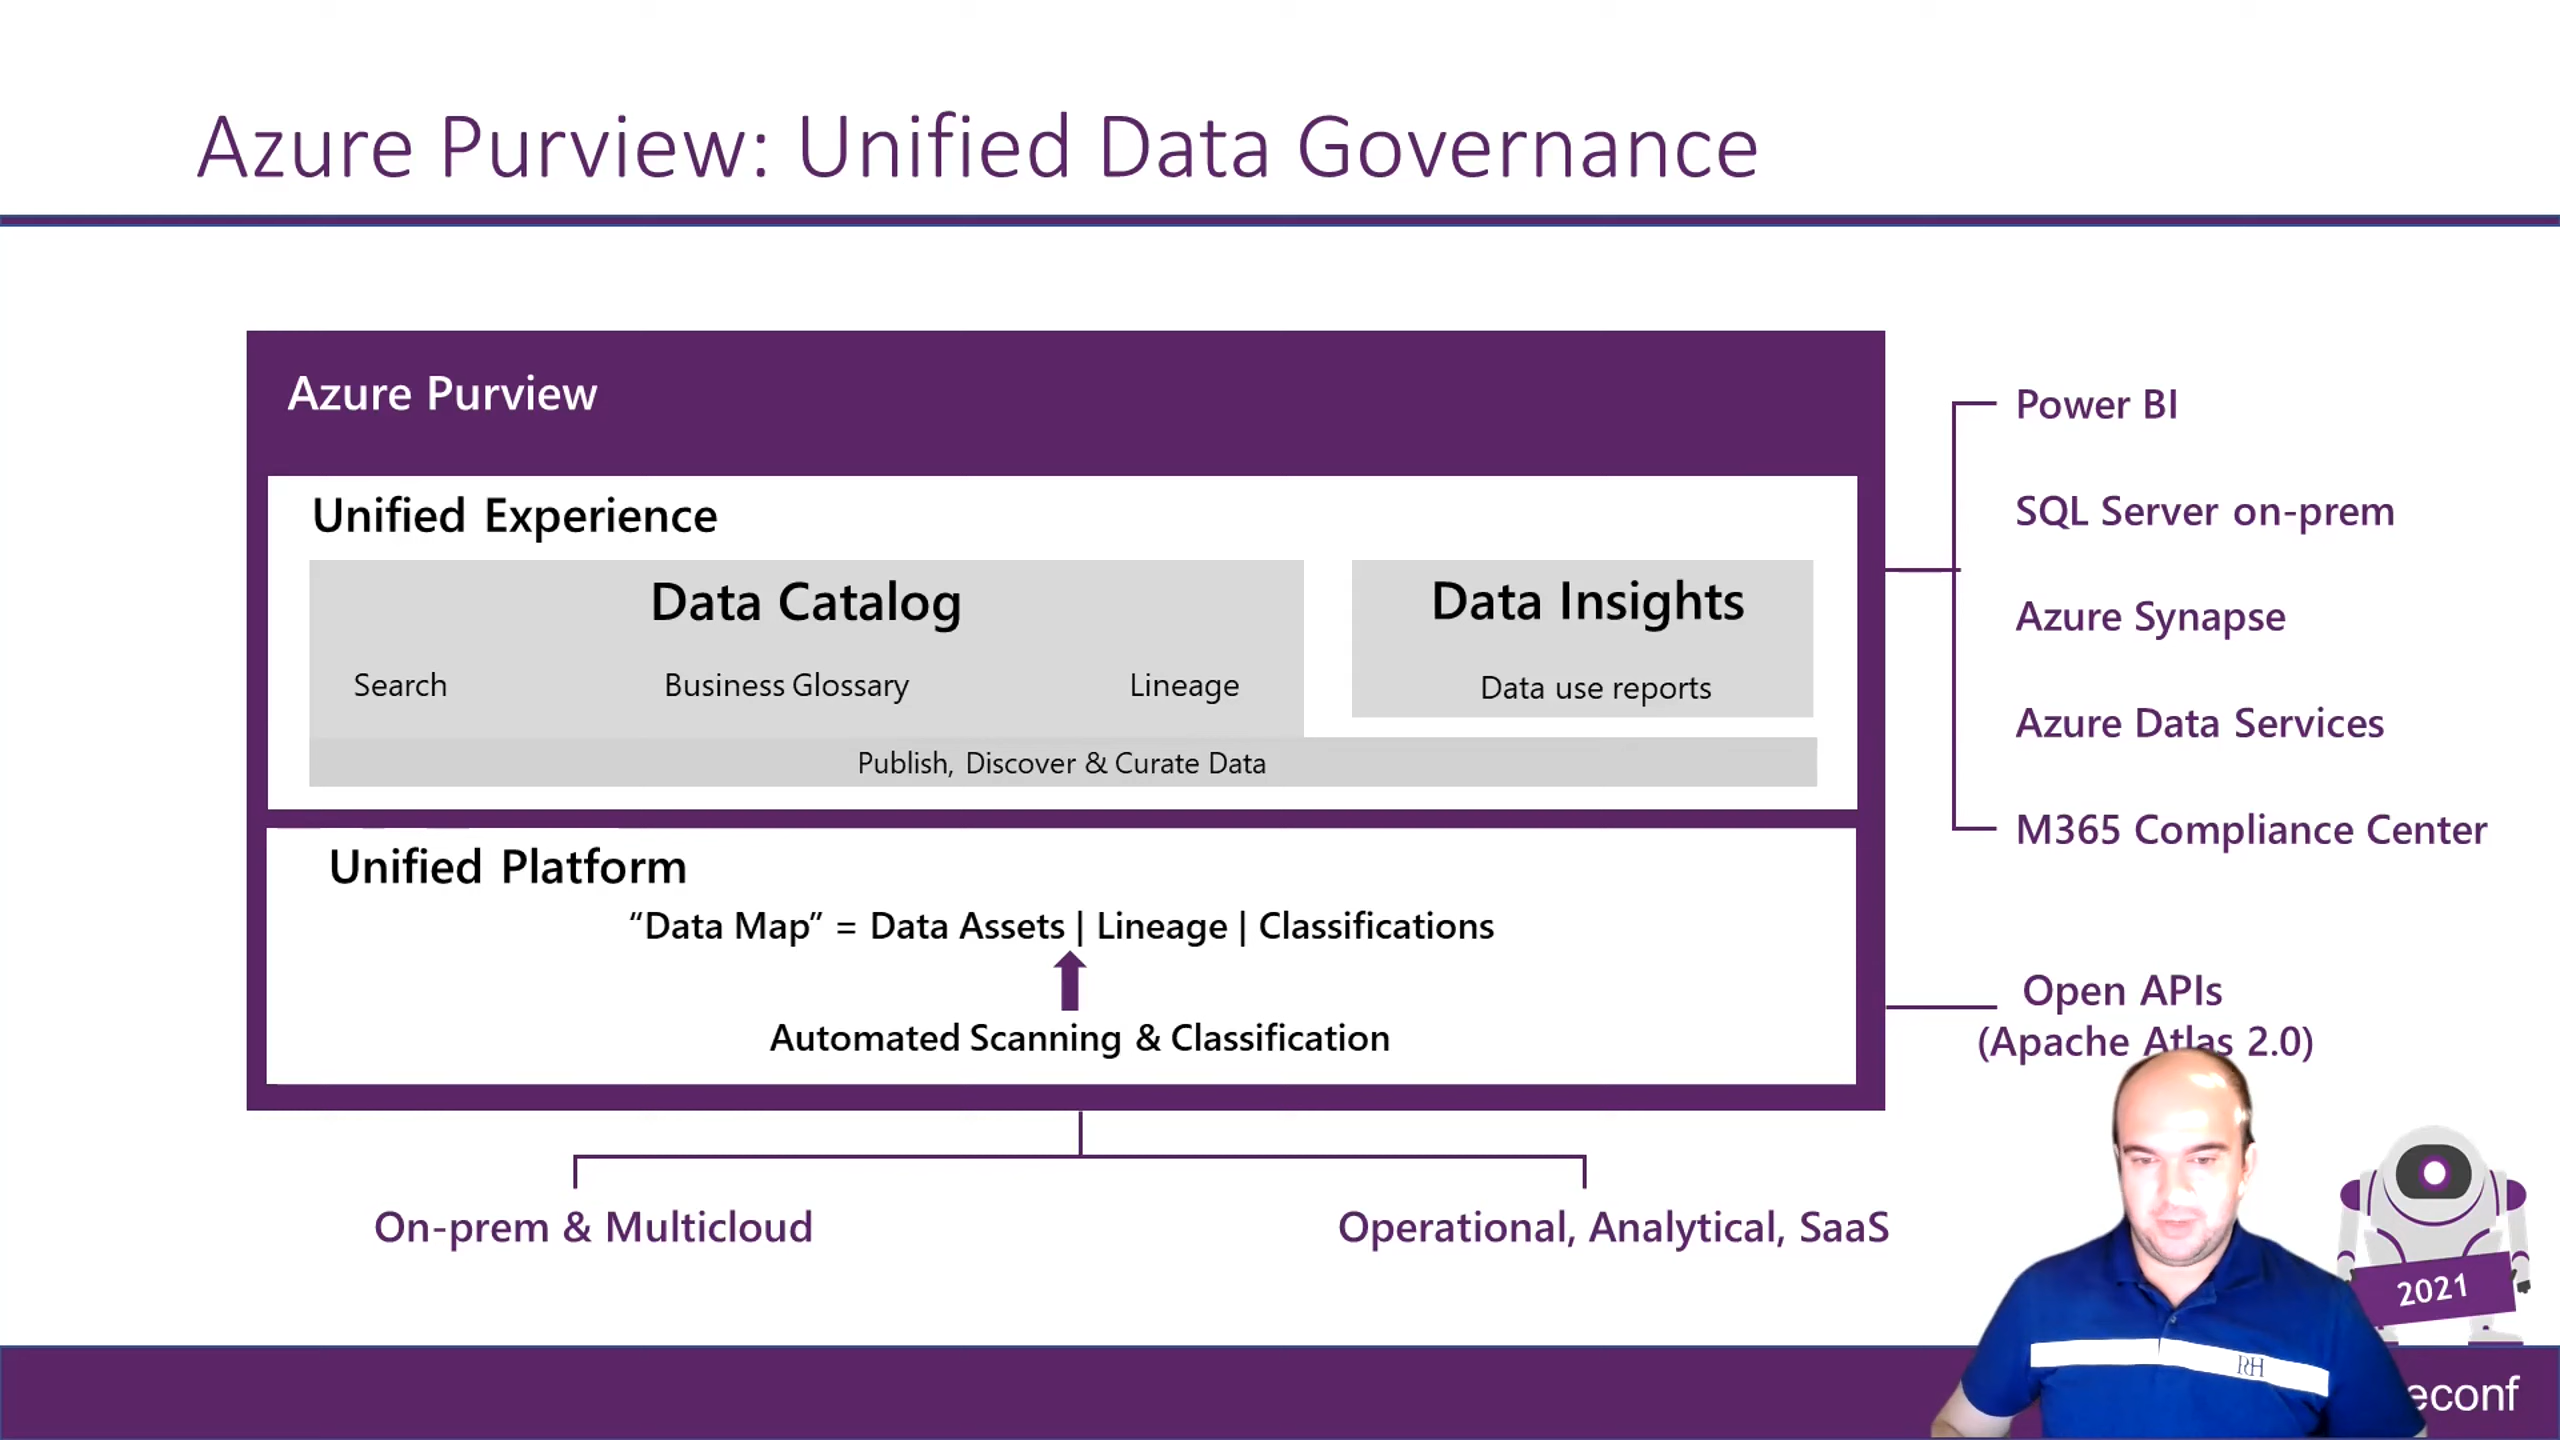 Azure Purview: Unified Data Governance
Azure Purview
Unified Experience
Data Catalog
Search Business Glossary Lineage
Data Insights
Data use reports
Publish, Discover & Curate Data
Unified Platform
“Data Map” = Data Assets | Lineage | Classifications
Automated Scanning & Classification
Power BI
SQL Server on-prem
Azure Synapse
Azure Data Services
M365 Compliance Center
Open APIs
(Apache Atlas 2.0)
On-prem & Multicloud
Operational, Analytical, SaaS
2021
RH
econf